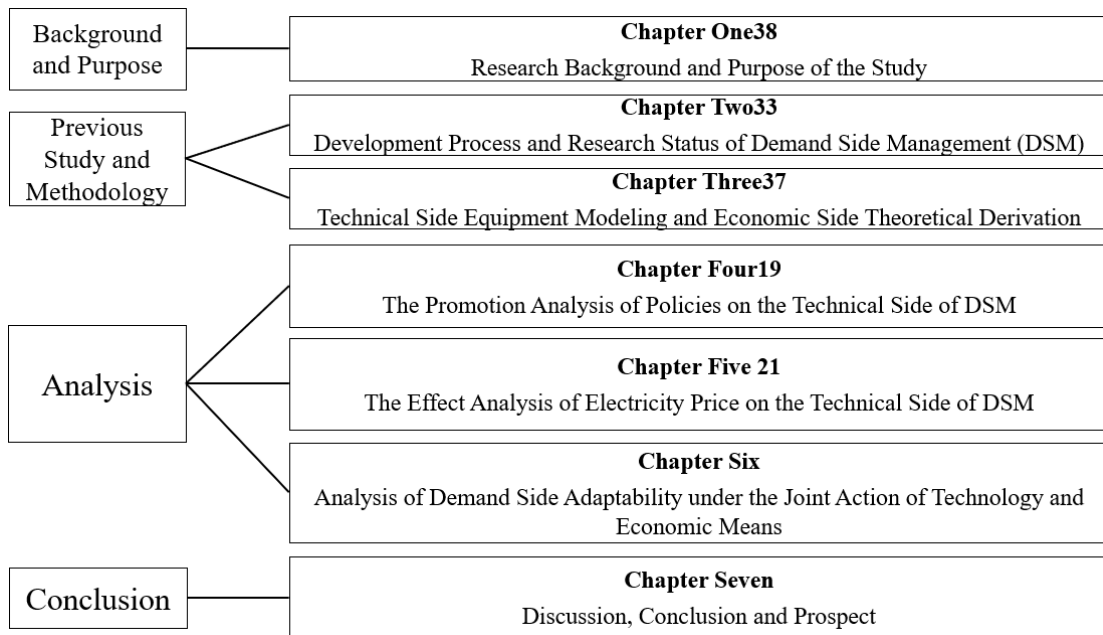 Background
and Purpose
Chapter One38
Research Background and Purpose of the Study
Previous
Study and
Methodology
Chapter Two33
Development Process and Research Status of Demand Side Management (DSM)
Chapter Three37
Technical Side Equipment Modeling and Economic Side Theoretical Derivation
Analysis
Chapter Four19
The Promotion Analysis of Policies on the Technical Side of DSM
Chapter Five 21
The Effect Analysis of Electricity Price on the Technical Side of DSM
Chapter Six
Analysis of Demand Side Adaptability under the Joint Action of Technology and
Economic Means
Conclusion
Chapter Seven
Discussion, Conclusion and Prospect